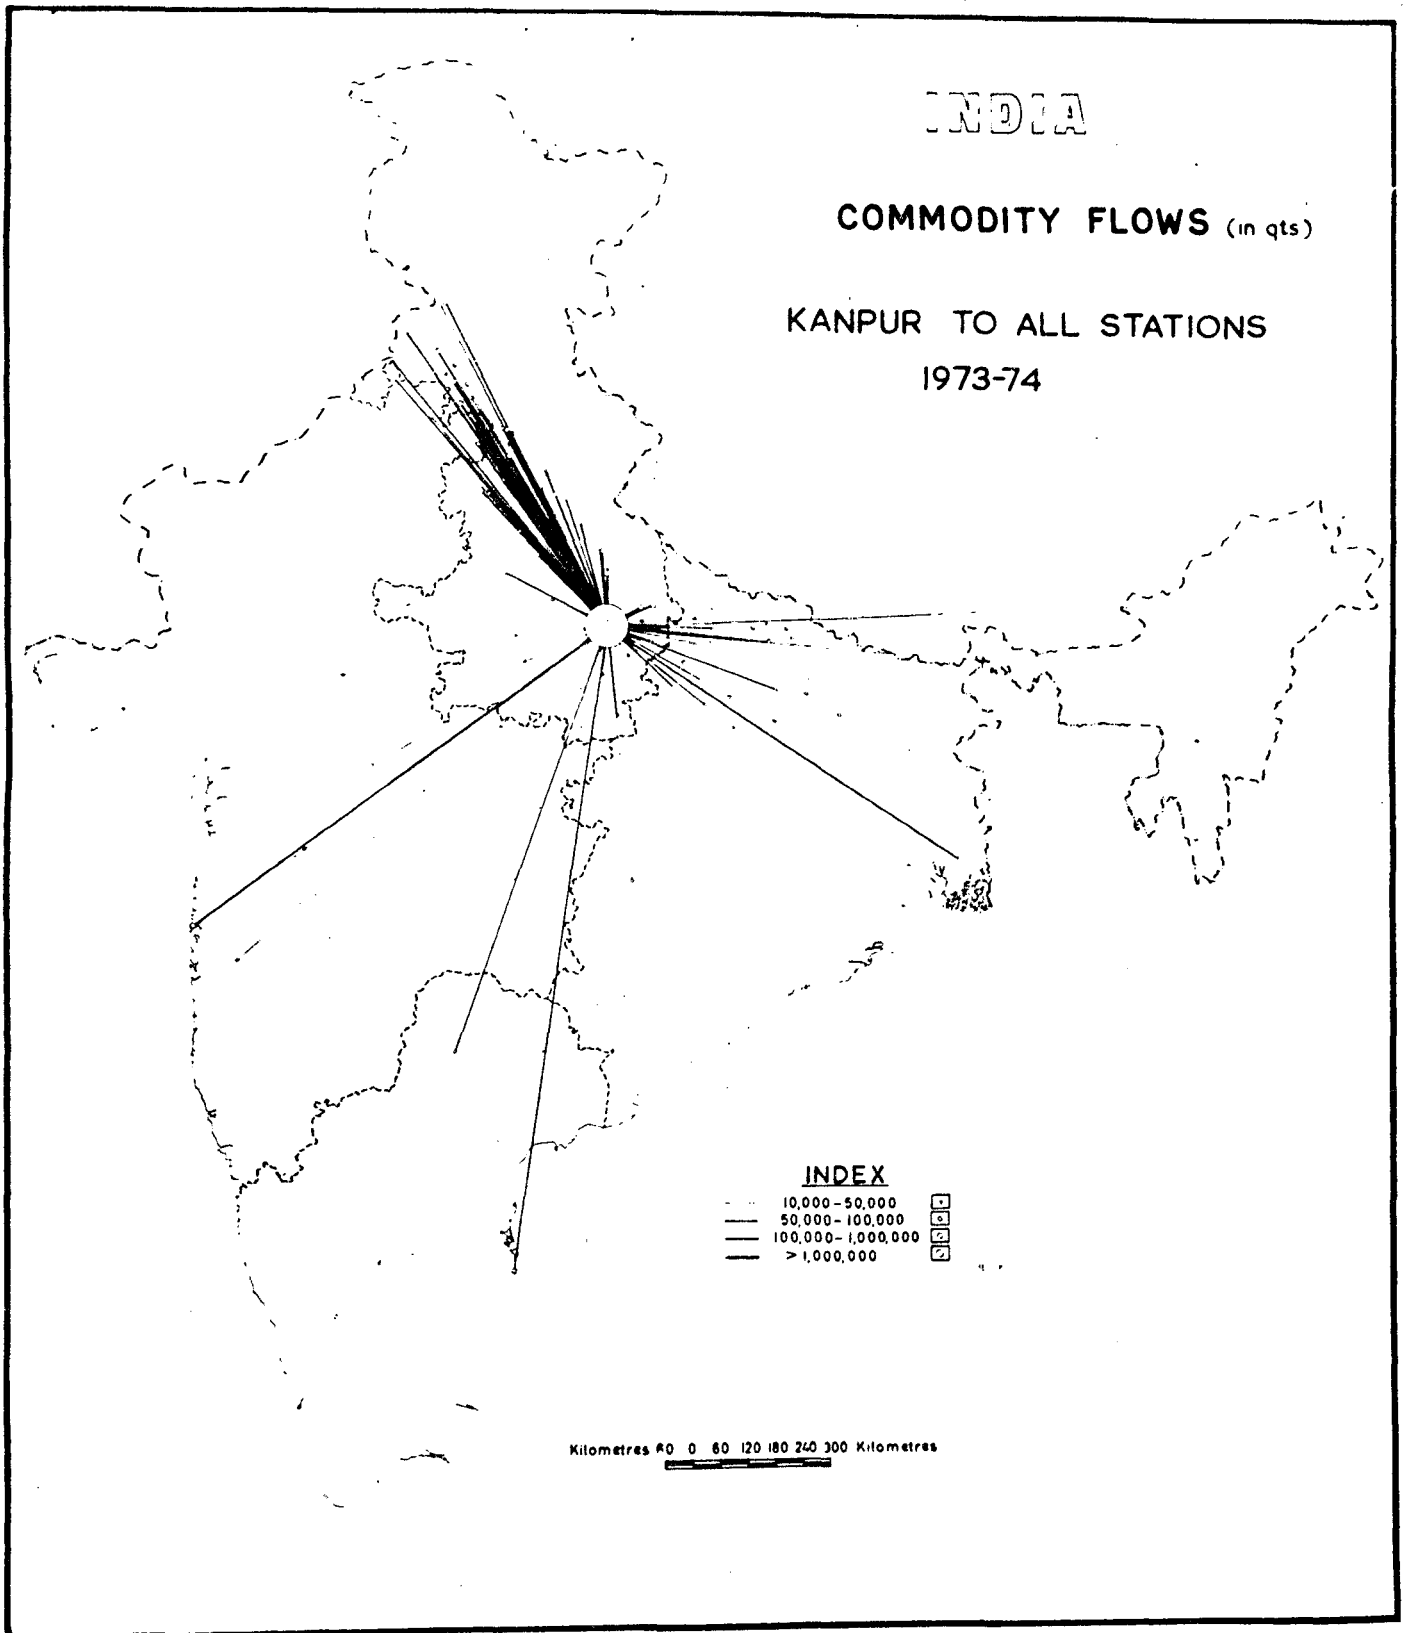 INDIA
COMMODITY FLOWS (in qts)
KANPUR TO ALL STATIONS
1973-74
INDEX
10,000-50,000
50,000-100,000
100,000-1,000,000
>1,000,000
Kilometres 60 0 60 120 180 240 300 Kilometres